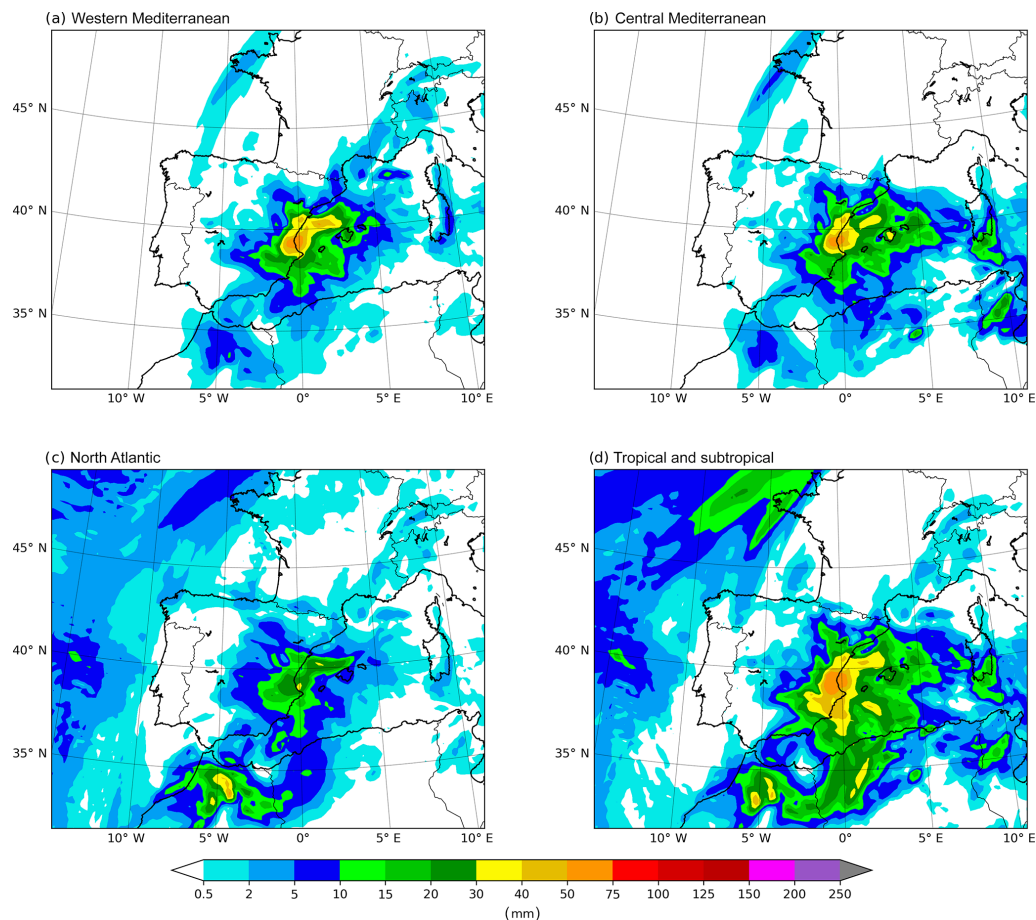 (a) Western Mediterranean
(b) Central Mediterranean
45° N
40° N
35° N
10° W 5° W 0° 5° E 10° E
45° N
40° N
35° N
10° W 5° W 0° 5° E 10° E
(c) North Atlantic
(d) Tropical and subtropical
45° N
40° N
35° N
10° W 5° W 0° 5° E 10° E
45° N
40° N
35° N
10° W 5° W 0° 5° E 10° E
0.5 2 5 10 15 20 30 40 50 75 100 125 150 200 250
(mm)